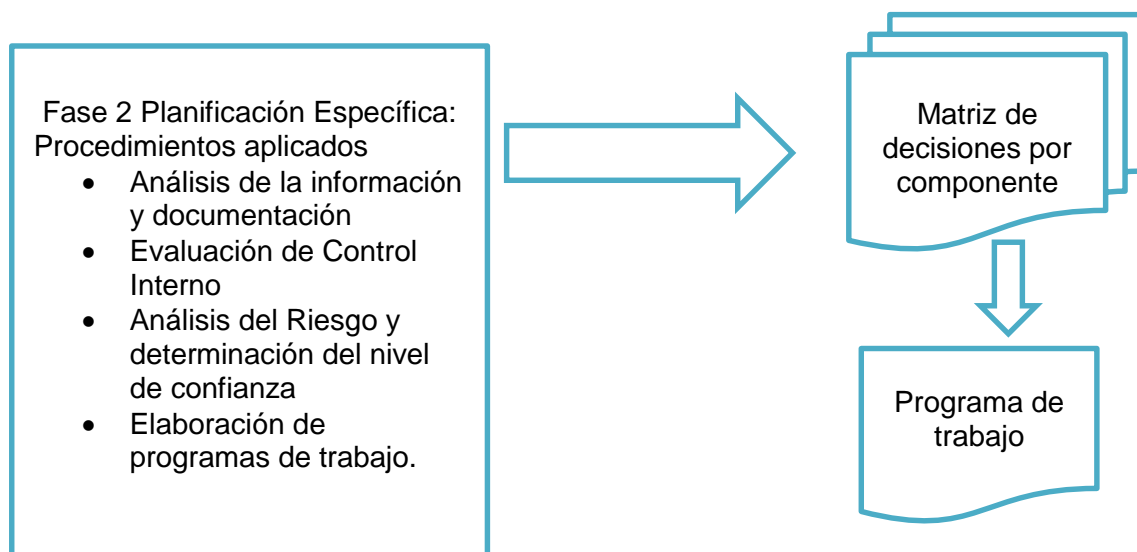 Fase 2 Planificación Específica:
Procedimientos aplicados
• Análisis de la información
y documentación
• Evaluación de Control
Interno
• Análisis del Riesgo y
determinación del nivel
de confianza
• Elaboración de
programas de trabajo.
Matriz de
decisiones por
componente
Programa de
trabajo